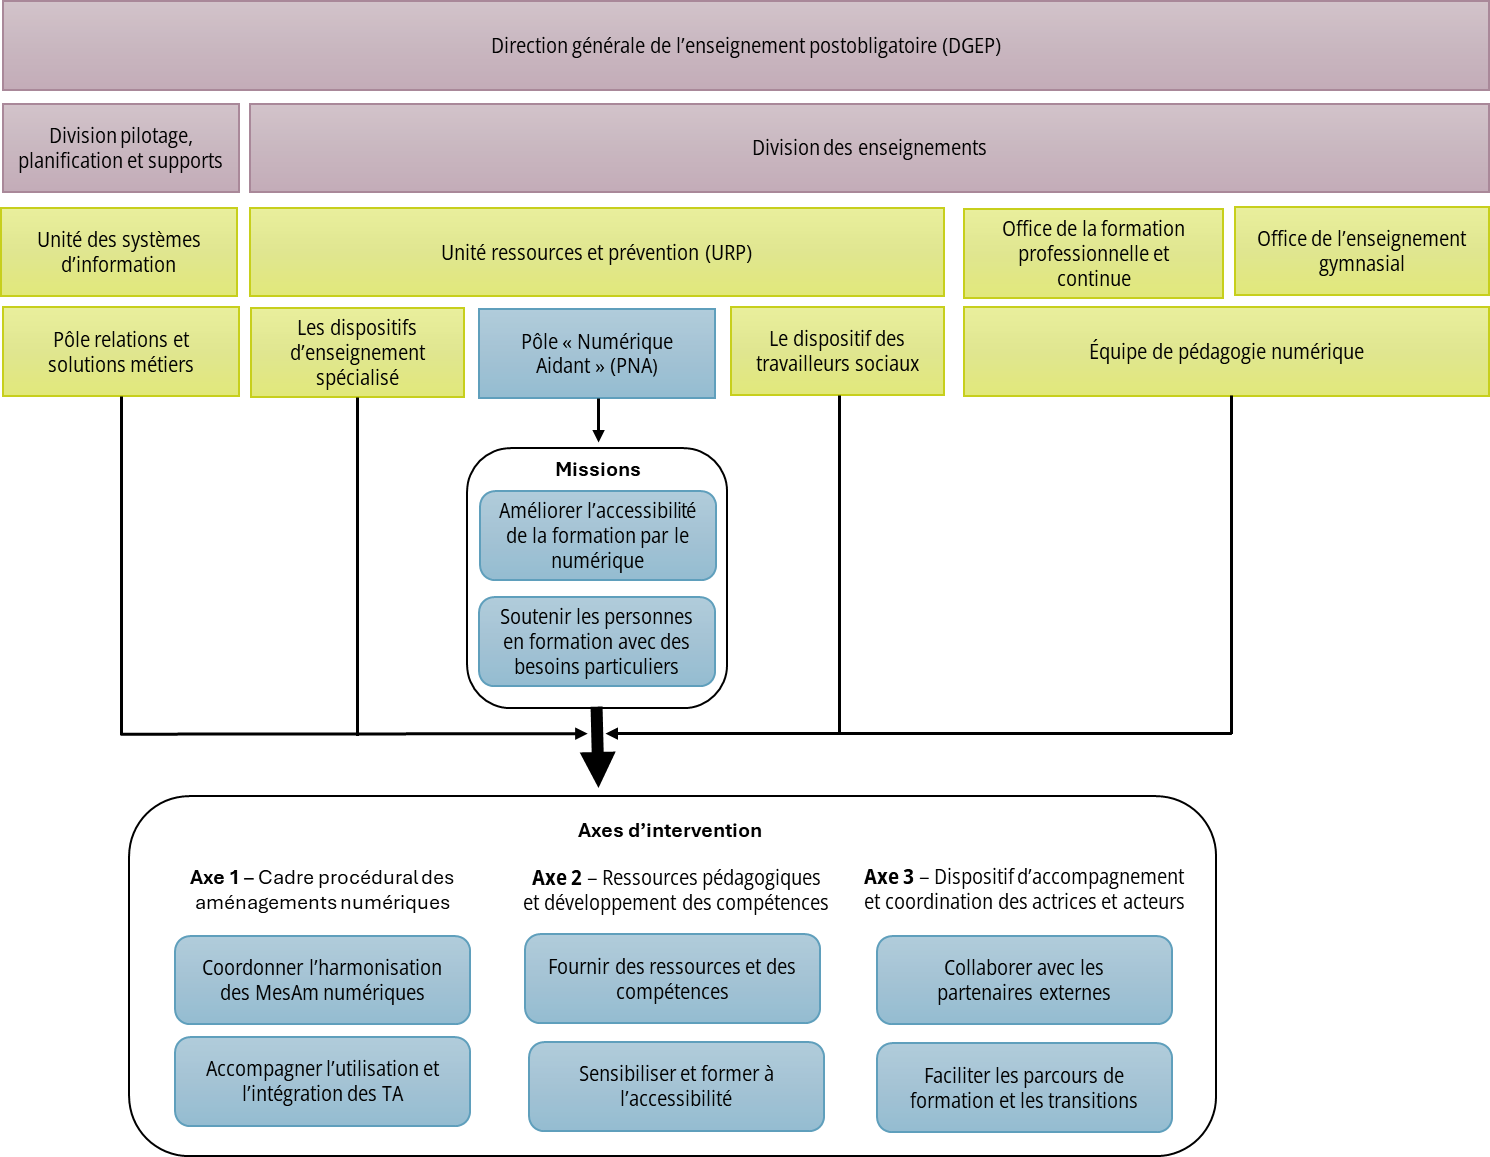 Direction générale de l’enseignement postobligatoire (DGEP)
Division pilotage,
planification et supports
Division des enseignements
Unité des systèmes
d’information
Unité ressources et prévention (URP)
Office de la formation
professionnelle et
continue
Office de l’enseignement
gymnasial
Pôle relations et
solutions métiers
Les dispositifs
d’enseignement
spécialisé
Pôle « Numérique
Aidant » (PNA)
Le dispositif des
travailleurs sociaux
Équipe de pédagogie numérique
Missions
Améliorer l’accessibilité
de la formation par le
numérique
Soutenir les personnes
en formation avec des
besoins particuliers
Axes d’intervention
Axe 1 – Cadre procédural des
aménagements numériques
Coordonner l’harmonisation
des MesAm numériques
Accompagner l’utilisation et
l’intégration des TA
Axe 2 – Ressources pédagogiques
et développement des compétences
Fournir des ressources et des
compétences
Sensibiliser et former à
l’accessibilité
Axe 3 – Dispositif d’accompagnement
et coordination des actrices et acteurs
Collaborer avec les
partenaires externes
Faciliter les parcours de
formation et les transitions